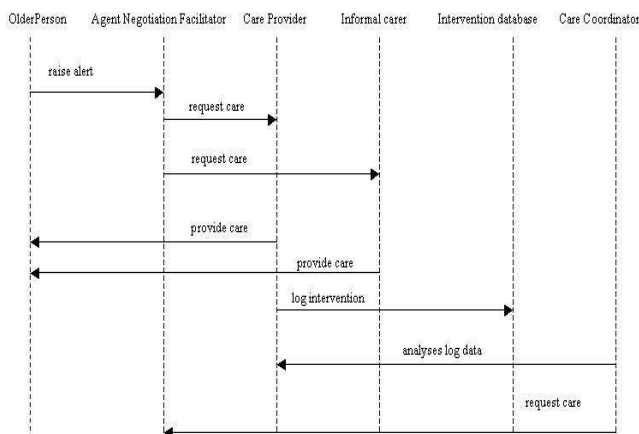 OlderPerson Agent Negotiation Facilitator Care Provider Informal carer Intervention database Care Coordinator
raise alert
request care
request care
provide care
provide care
log intervention
analyses log data
request care